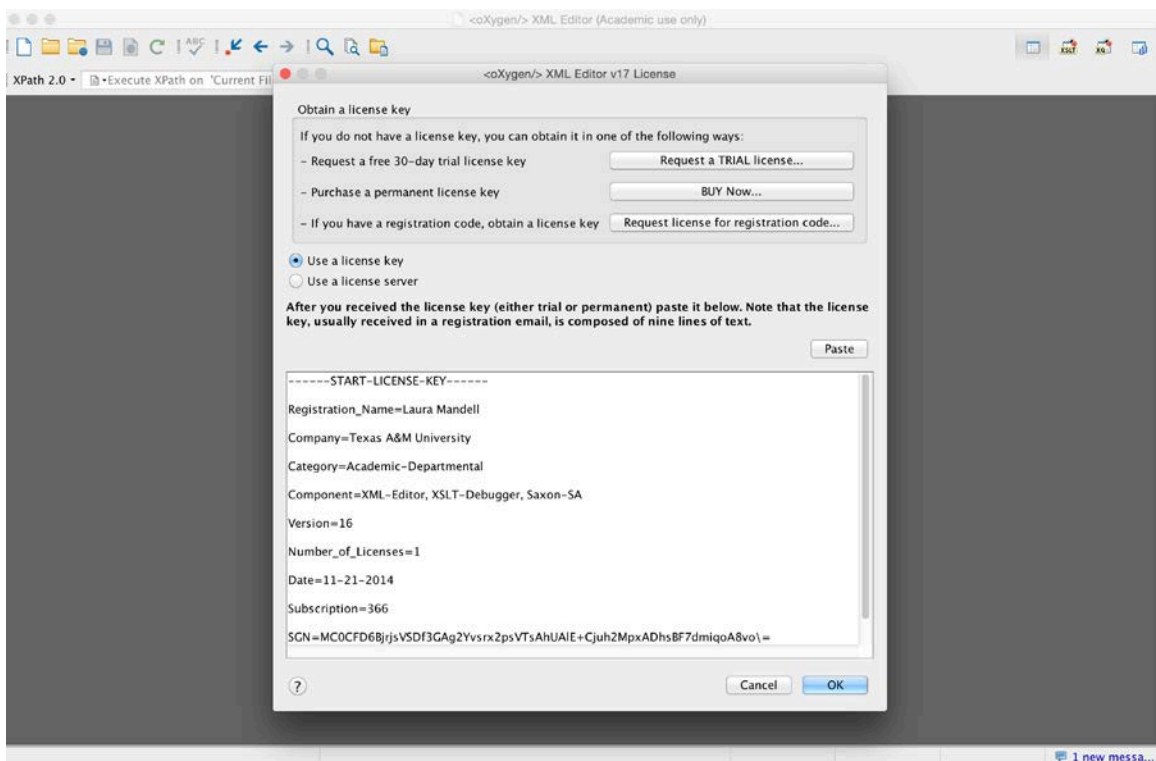 <oXygen/> XML Editor (Academic use only)
ABC
XSLT
XQ
XPath 2.0
Execute XPath on 'Current Fil
<oXygen/> XML Editor v17 License
Obtain a license key
If you do not have a license key, you can obtain it in one of the following ways:
- Request a free 30-day trial license key Request a TRIAL license...
- Purchase a permanent license key BUY Now...
- If you have a registration code, obtain a license key Request license for registration code...
Use a license key
Use a license server
After you received the license key (either trial or permanent) paste it below. Note that the license
key, usually received in a registration email, is composed of nine lines of text.
Paste
------START-LICENSE-KEY------
Registration_Name=Laura Mandell
Company=Texas A&M University
Category=Academic-Departmental
Component=XML-Editor, XSLT-Debugger, Saxon-SA
Version=16
Number_of_Licenses=1
Date=11-21-2014
Subscription=366
SGN=MC0CFD6BjrjsVSDf3GAg2Yvsrx2psVTsAhUAlE+Cjuh2MpxADhsBF7dmiqoA8vo\=
?
Cancel OK
1 new messa...